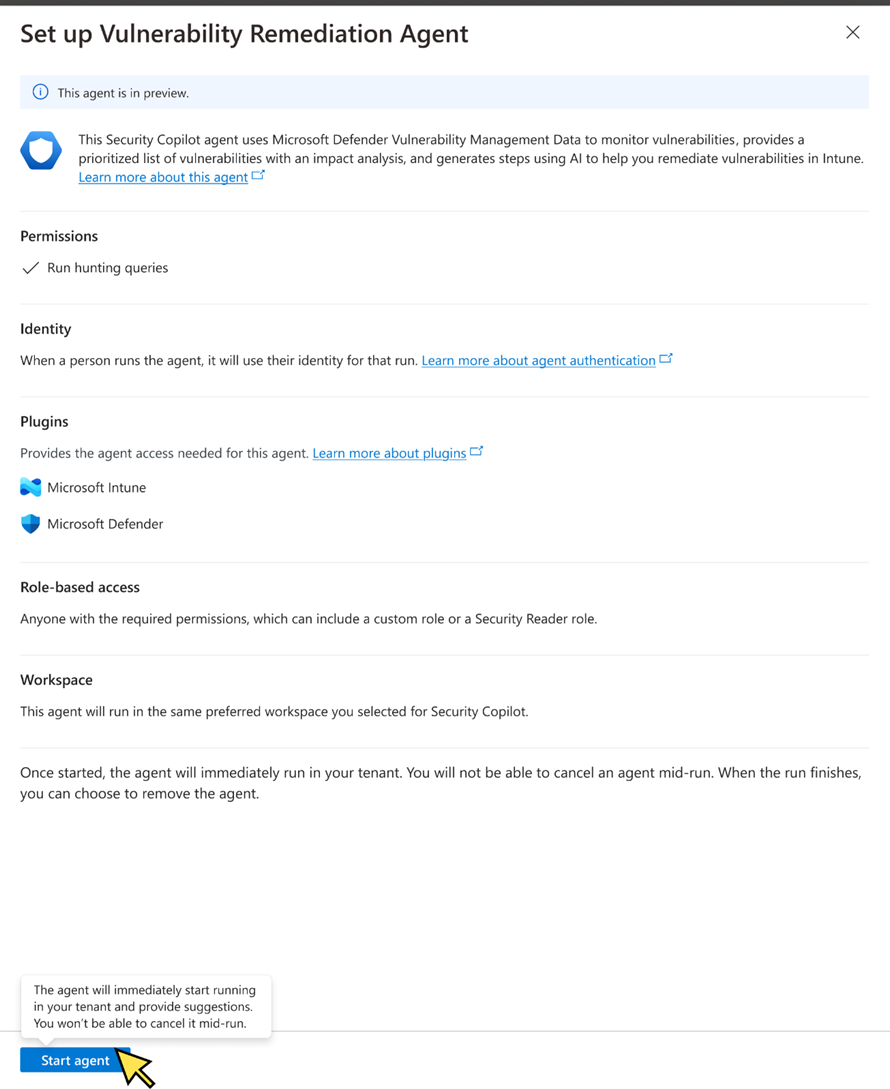 Set up Vulnerability Remediation Agent
This agent is in preview.
This Security Copilot agent uses Microsoft Defender Vulnerability Management Data to monitor vulnerabilities, provides a
prioritized list of vulnerabilities with an impact analysis, and generates steps using AI to help you remediate vulnerabilities in Intune.
Learn more about this agent
Permissions
Run hunting queries
Identity
When a person runs the agent, it will use their identity for that run. Learn more about agent authentication
Plugins
Provides the agent access needed for this agent. Learn more about plugins
Microsoft Intune
Microsoft Defender
Role-based access
Anyone with the required permissions, which can include a custom role or a Security Reader role.
Workspace
This agent will run in the same preferred workspace you selected for Security Copilot.
Once started, the agent will immediately run in your tenant. You will not be able to cancel an agent mid-run. When the run finishes,
you can choose to remove the agent.
The agent will immediately start running
in your tenant and provide suggestions.
You won't be able to cancel it mid-run.
Start agent